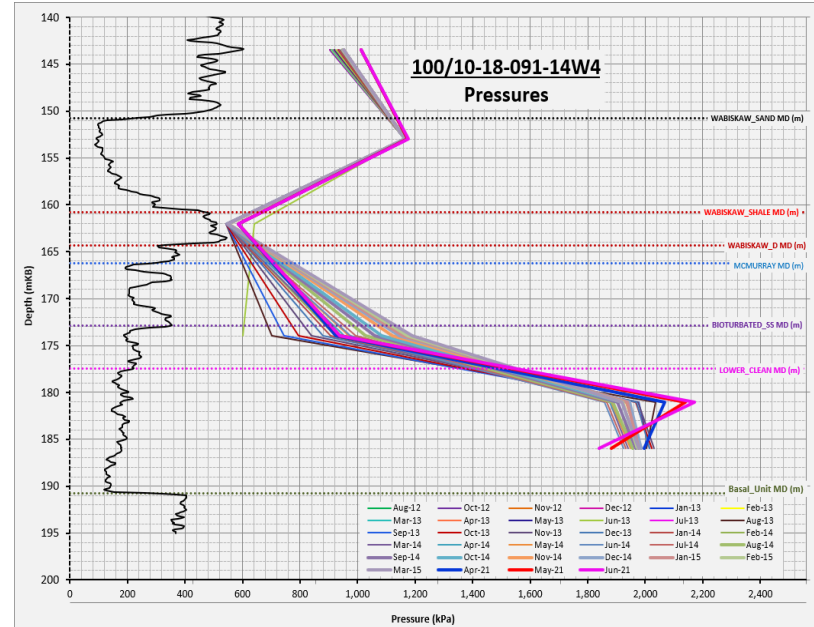 140
145
150
155
160
165
170
175
180
185
190
195
200
Depth (mKB)
100/10-18-091-14W4
Pressures
WABISKAW_SAND MD (m)
WABISKAW_SHALE MD (m)
WABISKAW_D MD (m)
MCMURRAY MD (m)
BIOTURBATED_SS MD (m)
LOWER_CLEAN MD (m)
Basal_Unit MD (m)
Aug-12 Oct-12 Nov-12 Dec-12 Jan-13 Feb-13
Mar-13 Apr-13 May-13 Jun-13 Jul-13 Aug-13
Sep-13 Oct-13 Nov-13 Dec-13 Jan-14 Feb-14
Mar-14 Apr-14 May-14 Jun-14 Jul-14 Aug-14
Sep-14 Oct-14 Nov-14 Dec-14 Jan-15 Feb-15
Mar-15 Apr-21 May-21 Jun-21
0 200 400 600 800 1,000 1,200 1,400 1,600 1,800 2,000 2,200 2,400
Pressure (kPa)